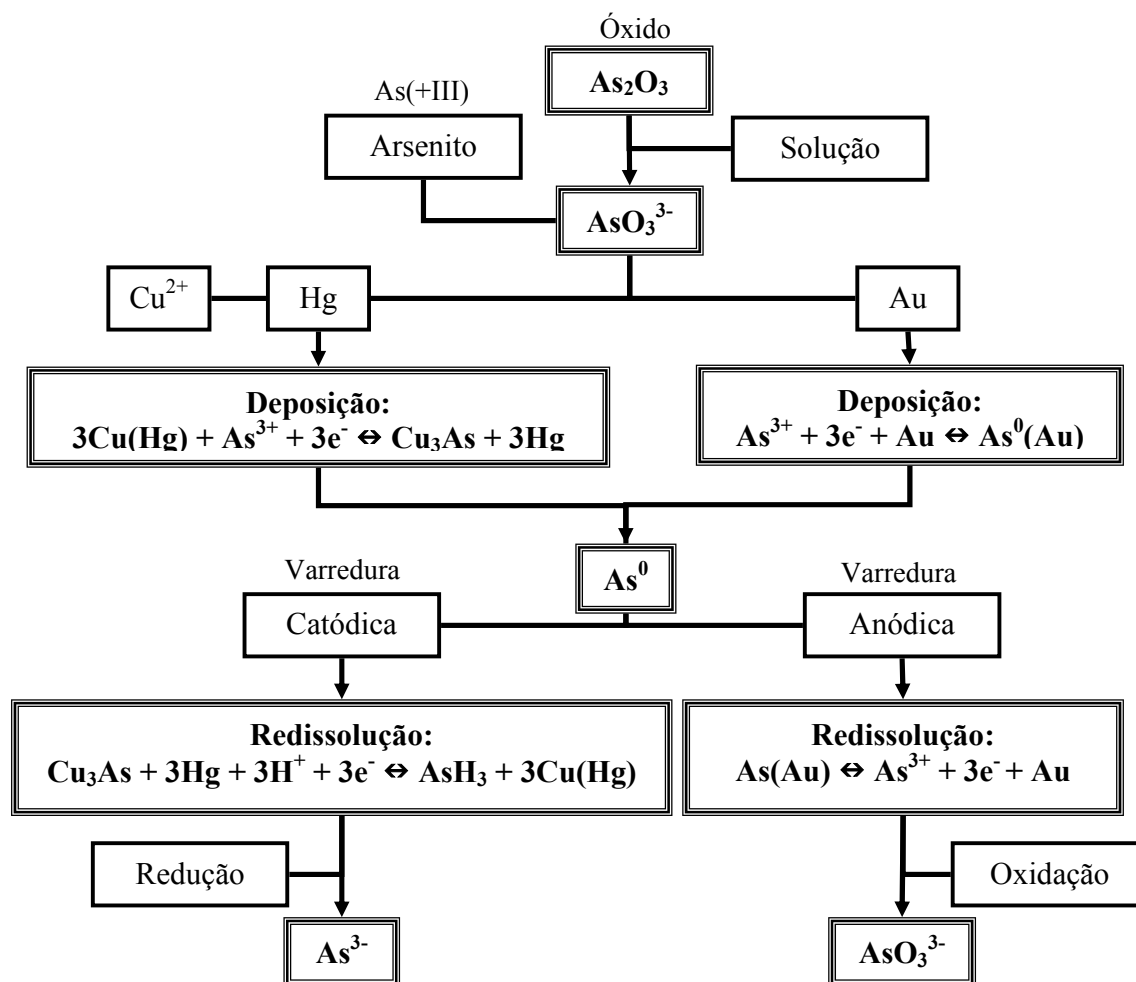 Óxido
As₂O₃
As(+III)
Arsenito
Solução
AsO₃³⁻
Cu²⁺
Hg
Au
Deposição:
3Cu(Hg) + As³⁺ + 3e⁻ ⇔ Cu₃As + 3Hg
Deposição:
As³⁺ + 3e⁻ + Au ⇔ As⁰(Au)
As⁰
Varredura
Catódica
Varredura
Anódica
Redissolução:
Cu₃As + 3Hg + 3H⁺ + 3e⁻ ⇔ AsH₃ + 3Cu(Hg)
Redissolução:
As(Au) ⇔ As³⁺ + 3e⁻ + Au
Redução
Oxidação
As³⁻
AsO₃³⁻